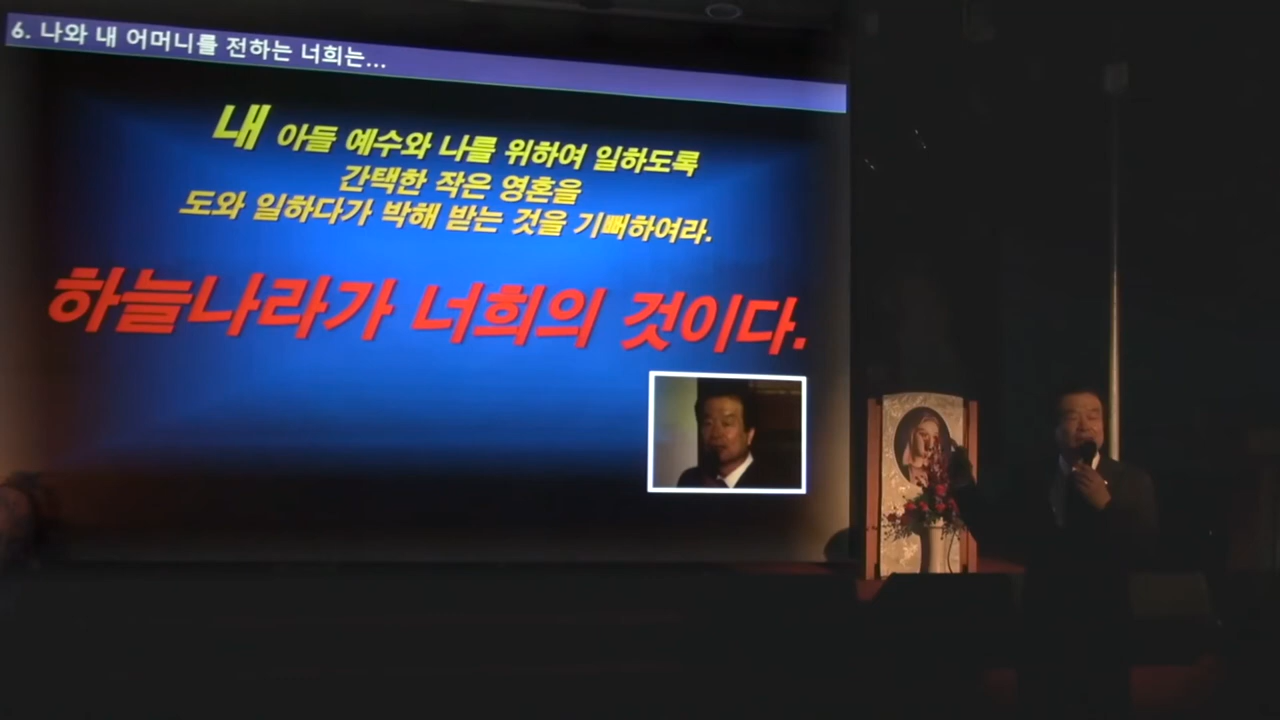 6. 나와 내 어머니를 전하는 너희는...
내 아들 예수와 나를 위하여 일하도록
간택한 작은 영혼을
도와 일하다가 박해 받는 것을 기뻐하여라.
하늘나라가 너희의 것이다.